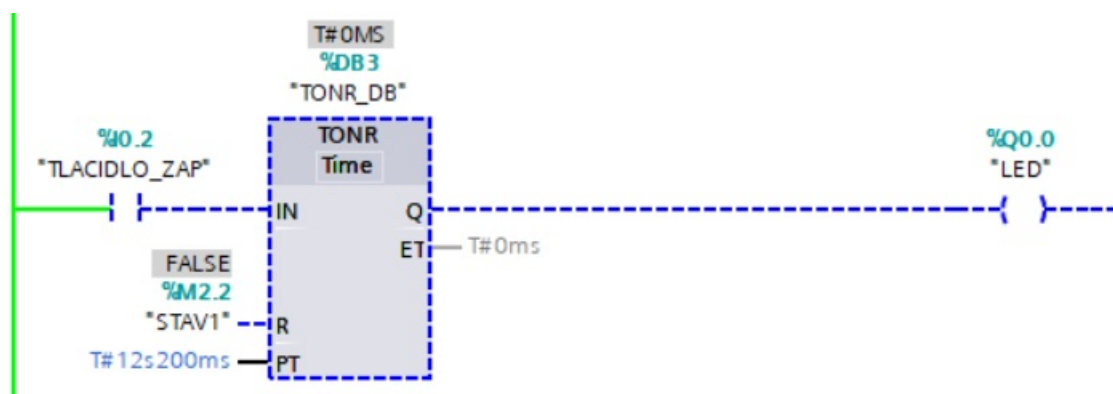 T#0MS
%DB3
"TONR_DB"
TONR
Time
%I0.2
"TLACIDLO_ZAP"
IN
Q
%Q0.0
"LED"
ET
T#0ms
FALSE
%M2.2
"STAV1"
R
T#12s200ms
PT